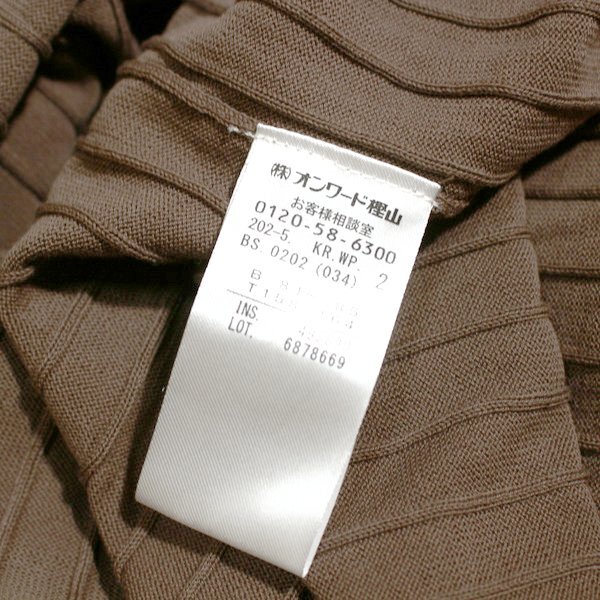 (株)オンワード樫山
お客様相談室
0120-58-6300
202-5. KR.WP. 2
BS 0202 (034)
B
T
INS.
LOT. 6878669